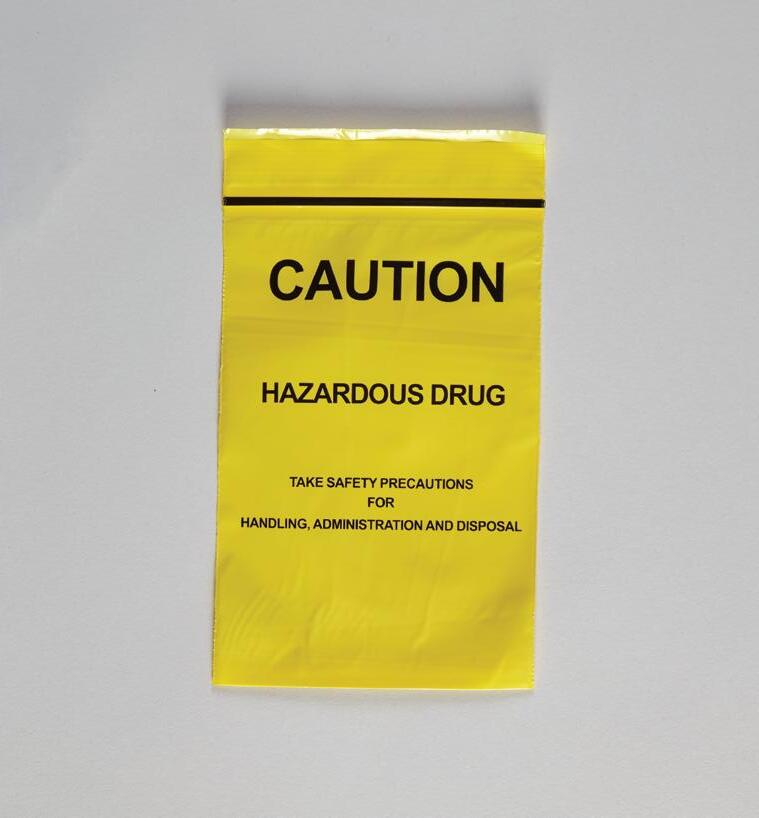 CAUTION
HAZARDOUS DRUG
TAKE SAFETY PRECAUTIONS
FOR
HANDLING, ADMINISTRATION AND DISPOSAL